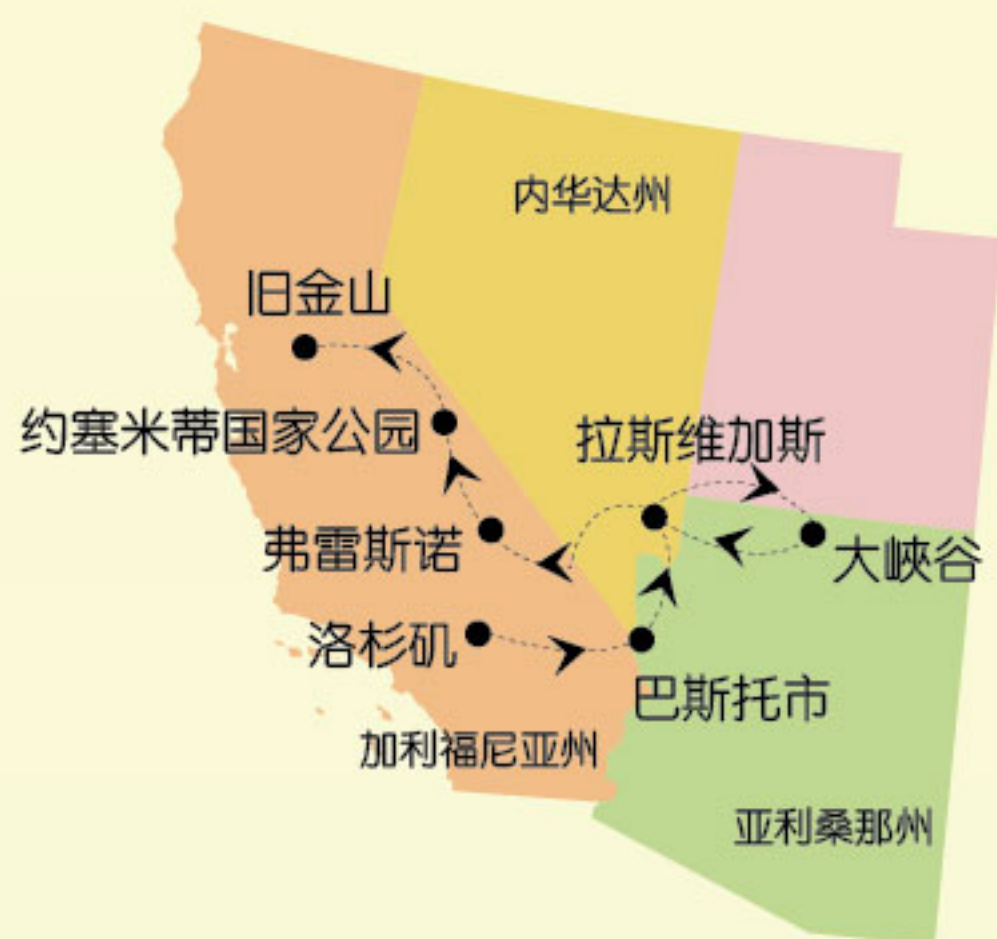 内华达州
旧金山
约塞米蒂国家公园
拉斯维加斯
弗雷斯诺
大峡谷
洛杉矶
巴斯托市
加利福尼亚州
亚利桑那州